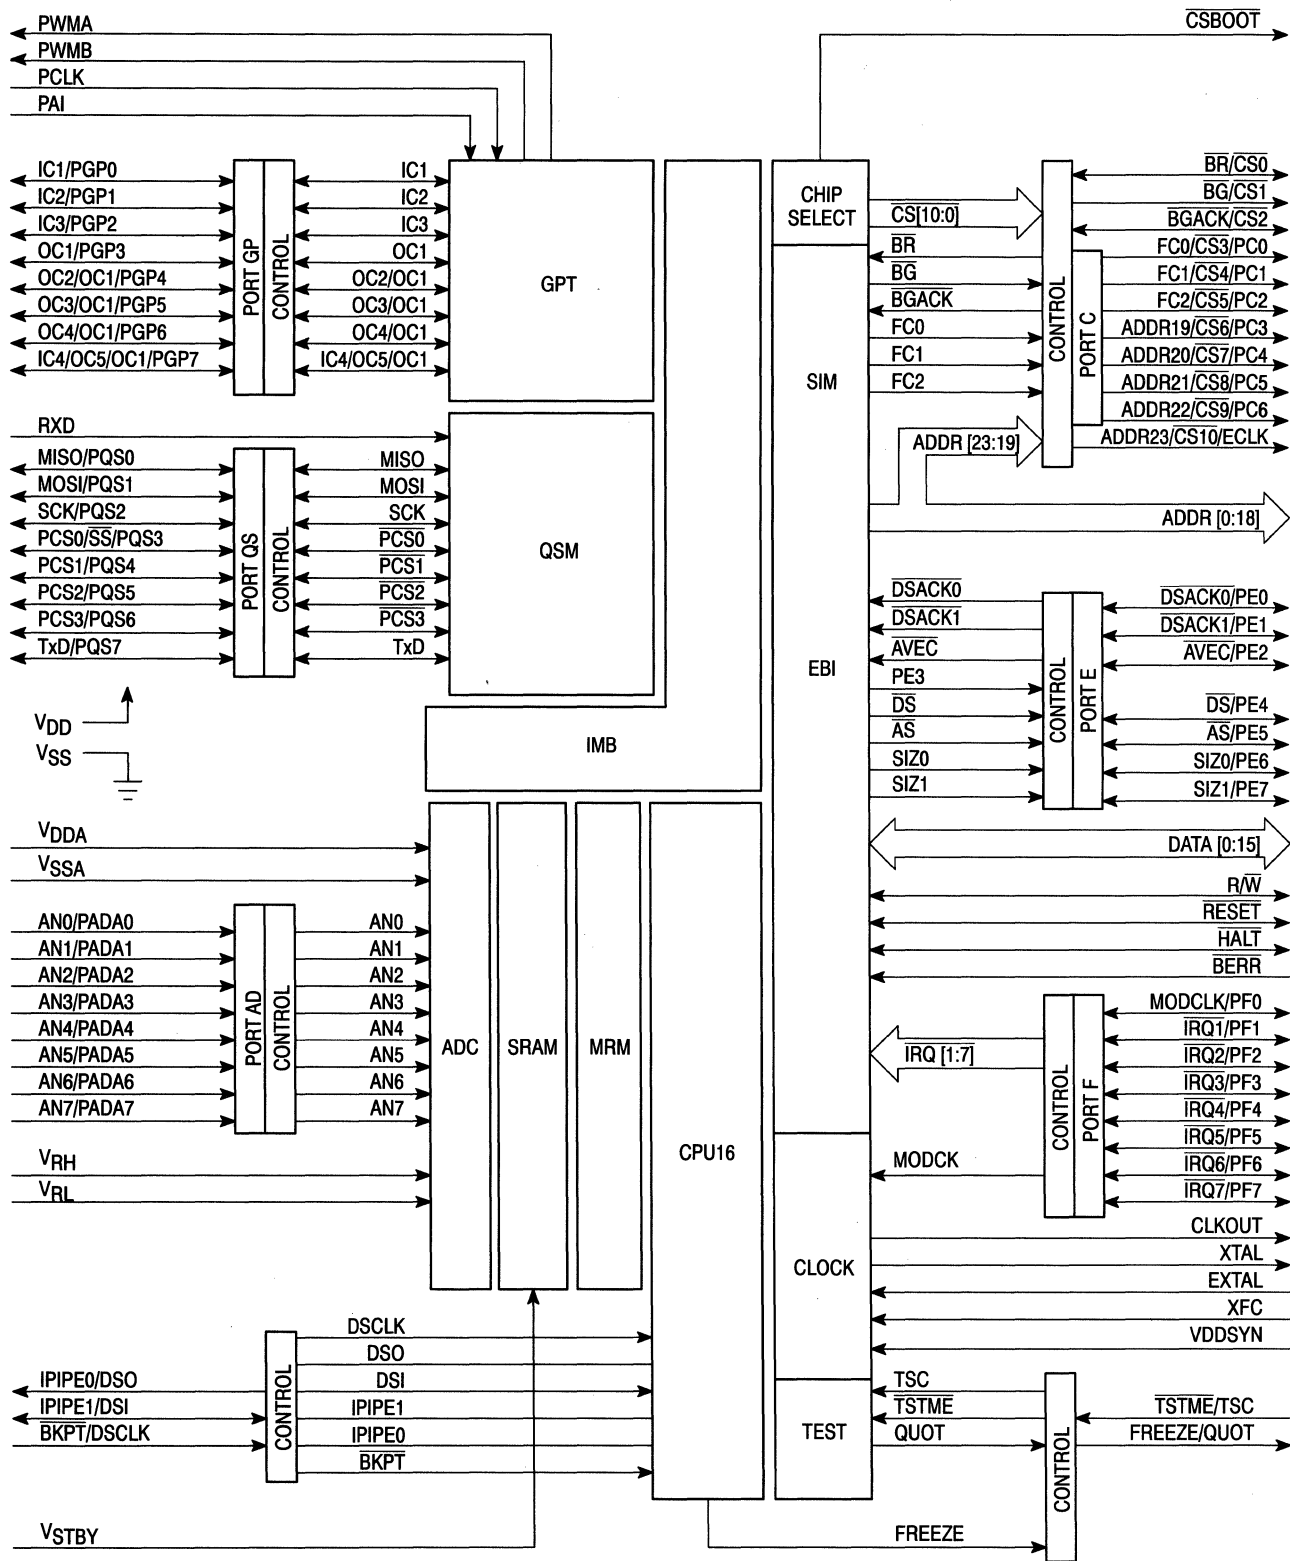 PWMA
PWMB
PCLK
PAI
CSBOOT
IC1/PGP0
IC2/PGP1
IC3/PGP2
OC1/PGP3
OC2/OC1/PGP4
OC3/OC1/PGP5
OC4/OC1/PGP6
IC4/OC5/OC1/PGP7
PORT GP
CONTROL
IC1
IC2
IC3
OC1
OC2/OC1
OC3/OC1
OC4/OC1
IC4/OC5/OC1
GPT
RXD
MISO/PQS0
MOSI/PQS1
SCK/PQS2
PCS0/SS/PQS3
PCS1/PQS4
PCS2/PQS5
PCS3/PQS6
TxD/PQS7
PORT QS
CONTROL
MISO
MOSI
SCK
PCS0
PCS1
PCS2
PCS3
TxD
QSM
VDD
VSS
IMB
VDDA
VSSA
AN0/PADA0
AN1/PADA1
AN2/PADA2
AN3/PADA3
AN4/PADA4
AN5/PADA5
AN6/PADA6
AN7/PADA7
PORT AD
CONTROL
AN0
AN1
AN2
AN3
AN4
AN5
AN6
AN7
VRH
VRL
ADC
SRAM
MRM
CPU16
DSCLK
DSO
DSI
IPIPE1
IPIPE0
BKPT
CONTROL
IPIPE0/DSO
IPIPE1/DSI
BKPT/DSCLK
VSTBY
CHIP
SELECT
CS[10:0]
BR
BG
BGACK
FC0
FC1
FC2
SIM
ADDR [23:19]
CONTROL
PORT C
BR/CS0
BG/CS1
BGACK/CS2
FC0/CS3/PC0
FC1/CS4/PC1
FC2/CS5/PC2
ADDR19/CS6/PC3
ADDR20/CS7/PC4
ADDR21/CS8/PC5
ADDR22/CS9/PC6
ADDR23/CS10/ECLK
ADDR [0:18]
EBI
DSACK0
DSACK1
AVEC
PE3
DS
AS
SIZ0
SIZ1
CONTROL
PORT E
DSACK0/PE0
DSACK1/PE1
AVEC/PE2
DS/PE4
AS/PE5
SIZ0/PE6
SIZ1/PE7
DATA [0:15]
R/W
RESET
HALT
BERR
IRQ [1:7]
CONTROL
PORT F
MODCLK/PF0
IRQ1/PF1
IRQ2/PF2
IRQ3/PF3
IRQ4/PF4
IRQ5/PF5
IRQ6/PF6
IRQ7/PF7
MODCK
CLOCK
CLKOUT
XTAL
EXTAL
XFC
VDDSYN
TEST
TSC
TSTME
QUOT
CONTROL
TSTME/TSC
FREEZE/QUOT
FREEZE